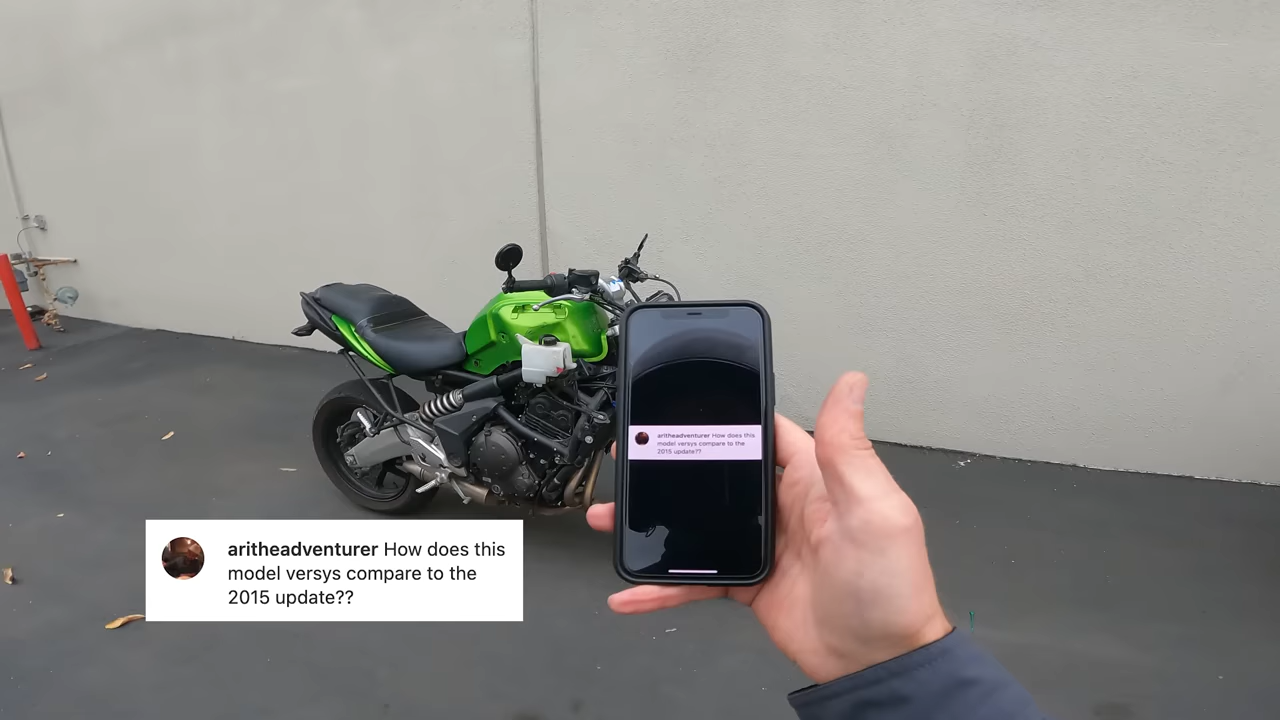 aritheadventurer How does this
model versys compare to the
2015 update??
aritheadventurer How does this
model versys compare to the
2015 update??